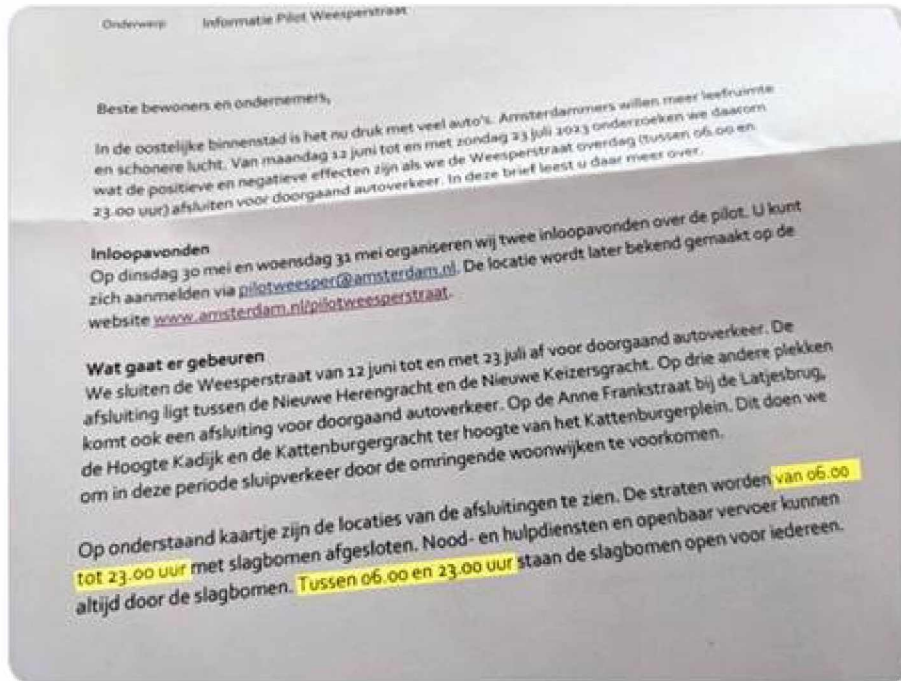 Onderwerp Informatie Pilot Weesperstraat
Beste bewoners en ondernemers,
In de oostelijke binnenstad is het nu druk met veel auto's. Amsterdammers willen meer leefruimte
en schonere lucht. Van maandag 12 juni tot en met zondag 23 juli 2023 onderzoeken we daarom
wat de positieve en negatieve effecten zijn als we de Weesperstraat overdag (tussen 06.00 en
23.00 uur) afsluiten voor doorgaand autoverkeer. In deze brief leest u daar meer over.
Inloopavonden
Op dinsdag 30 mei en woensdag 31 mei organiseren wij twee inloopavonden over de pilot. U kunt
zich aanmelden via pilotweesper@amsterdam.nl. De locatie wordt later bekend gemaakt op de
website www.amsterdam.nl/pilotweesperstraat.
Wat gaat er gebeuren
We sluiten de Weesperstraat van 12 juni tot en met 23 juli af voor doorgaand autoverkeer. De
afsluiting ligt tussen de Nieuwe Herengracht en de Nieuwe Keizersgracht. Op drie andere plekken
komt ook een afsluiting voor doorgaand autoverkeer. Op de Anne Frankstraat bij de Latjesbrug,
de Hoogte Kadijk en de Kattenburgergracht ter hoogte van het Kattenburgerplein. Dit doen we
om in deze periode sluipverkeer door de omringende woonwijken te voorkomen.
Op onderstaand kaartje zijn de locaties van de afsluitingen te zien. De straten worden van 06.00
tot 23.00 uur met slagbomen afgesloten. Nood- en hulpdiensten en openbaar vervoer kunnen
altijd door de slagbomen. Tussen 06.00 en 23.00 uur staan de slagbomen open voor iedereen.